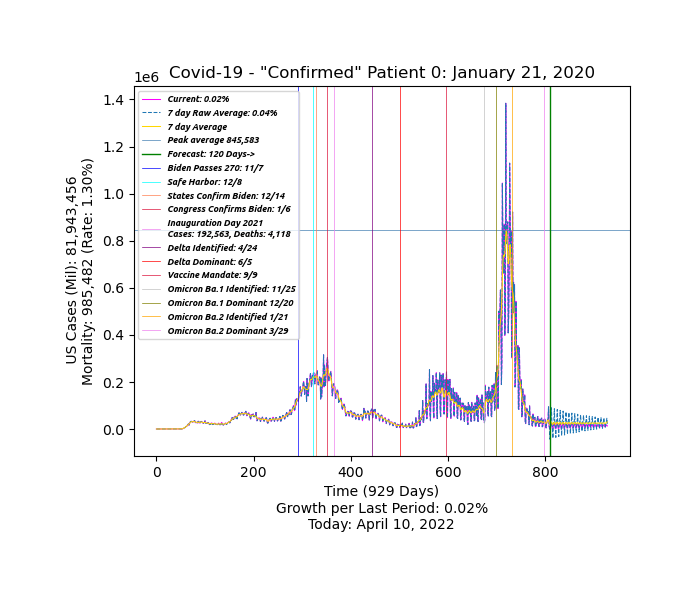 Covid-19 - "Confirmed" Patient 0: January 21, 2020
1e6
Current: 0.02%
7 day Raw Average: 0.04%
7 day Average
Peak average 845,583
Forecast: 120 Days->
Biden Passes 270: 11/7
Safe Harbor: 12/8
States Confirm Biden: 12/14
Congress Confirms Biden: 1/6
Inauguration Day 2021
Cases: 192,563, Deaths: 4,118
Delta Identified: 4/24
Delta Dominant: 6/5
Vaccine Mandate: 9/9
Omicron Ba.1 Identified: 11/25
Omicron Ba.1 Dominant 12/20
Omicron Ba.2 Identified 1/21
Omicron Ba.2 Dominant 3/29
1.4
1.2
1.0
0.8
0.6
0.4
0.2
0.0
US Cases (Mil): 81,943,456
Mortality: 985,482 (Rate: 1.30%)
0 200 400 600 800
Time (929 Days)
Growth per Last Period: 0.02%
Today: April 10, 2022